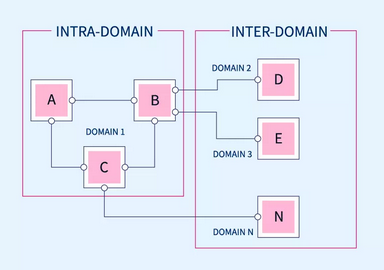 INTRA-DOMAIN
INTER-DOMAIN
A
B
DOMAIN 1
C
DOMAIN 2
D
E
DOMAIN 3
N
DOMAIN N